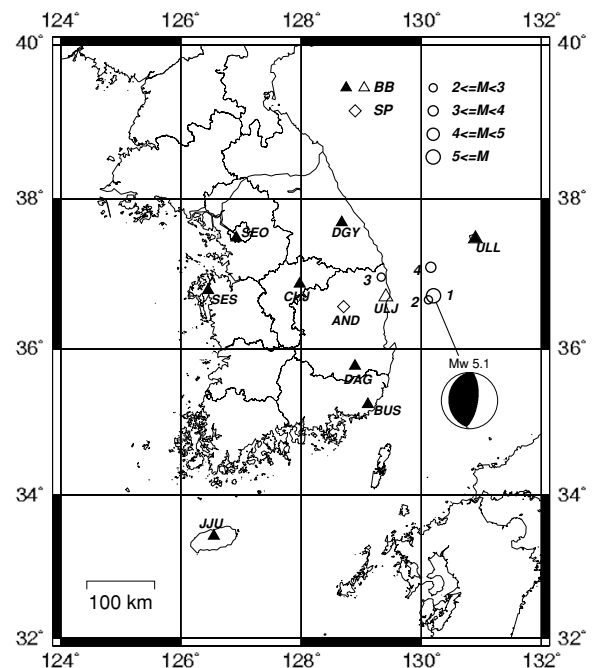 124° 126° 128° 130° 132°
40° 40°
BB 2<=M<3
SP 3<=M<4
4<=M<5
5<=M
38° 38°
SEO DGY ULL
4
3
SES CHJ ULJ 2 1
AND
36° 36°
Mw 5.1
DAG
BUS
34° 34°
JJU
100 km
32° 32°
124° 126° 128° 130° 132°